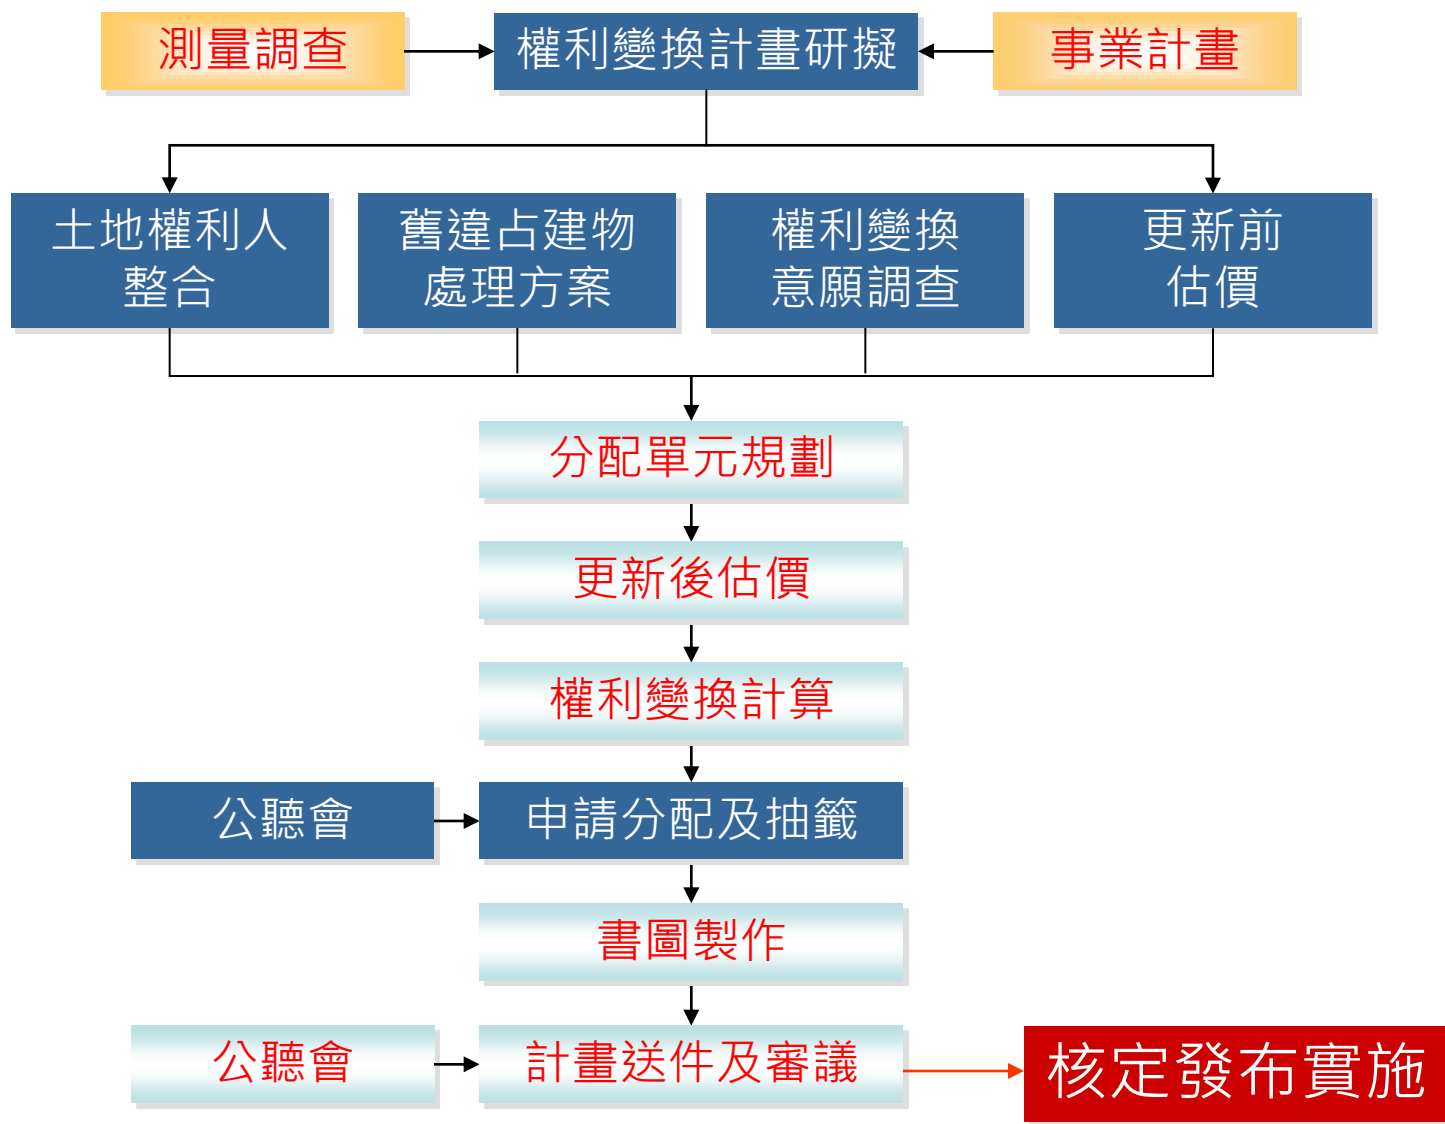 測量調查
權利變換計畫研擬
事業計畫
土地權利人
整合
舊違占建物
處理方案
權利變換
意願調查
更新前
估價
分配單元規劃
更新後估價
權利變換計算
公聽會
申請分配及抽籤
書圖製作
公聽會
計畫送件及審議
核定發布實施